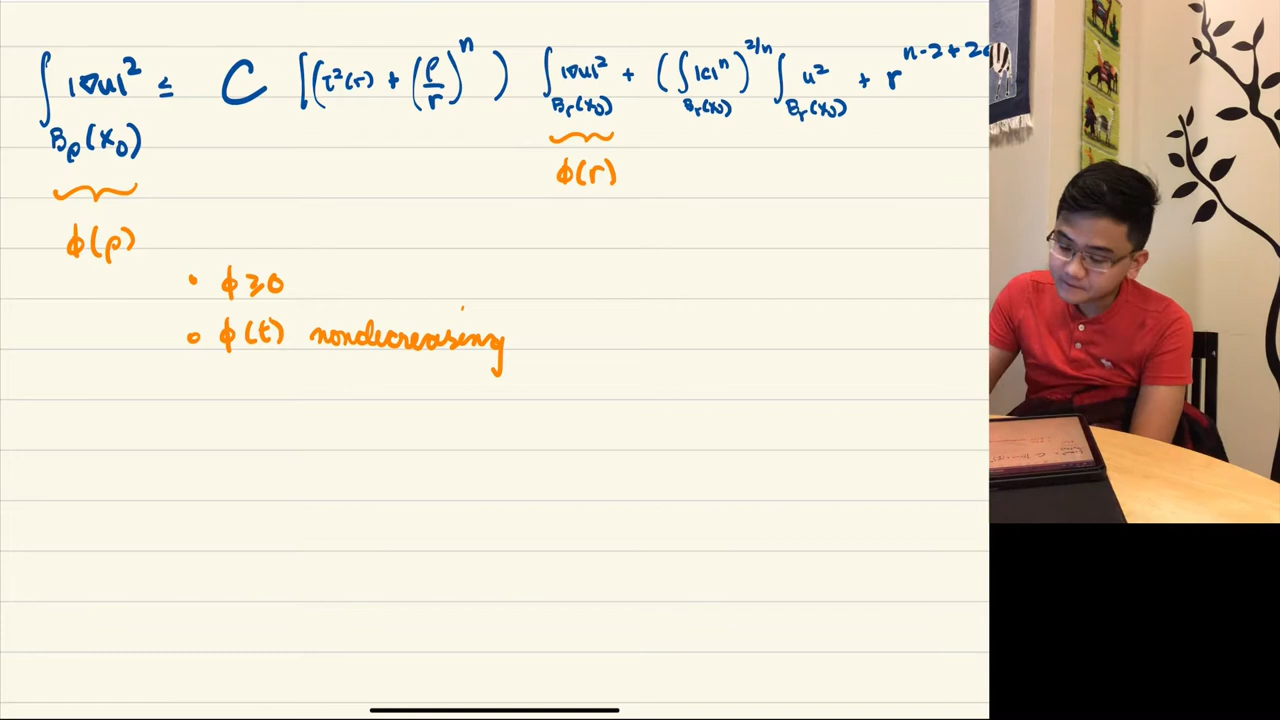 ∫_{B_ρ(x₀)} |∇u|² ≤ C [(τ²(r) + (ρ/r)ⁿ) ∫_{B_r(x₀)} |∇u|² + (∫_{B_r(x₀)} |c|ⁿ)^{2/n} ∫_{B_r(x₀)} u² + r^{n-2+2
ϕ(ρ) ϕ(r)
• ϕ ≥ 0
• ϕ(t) nondecreasing